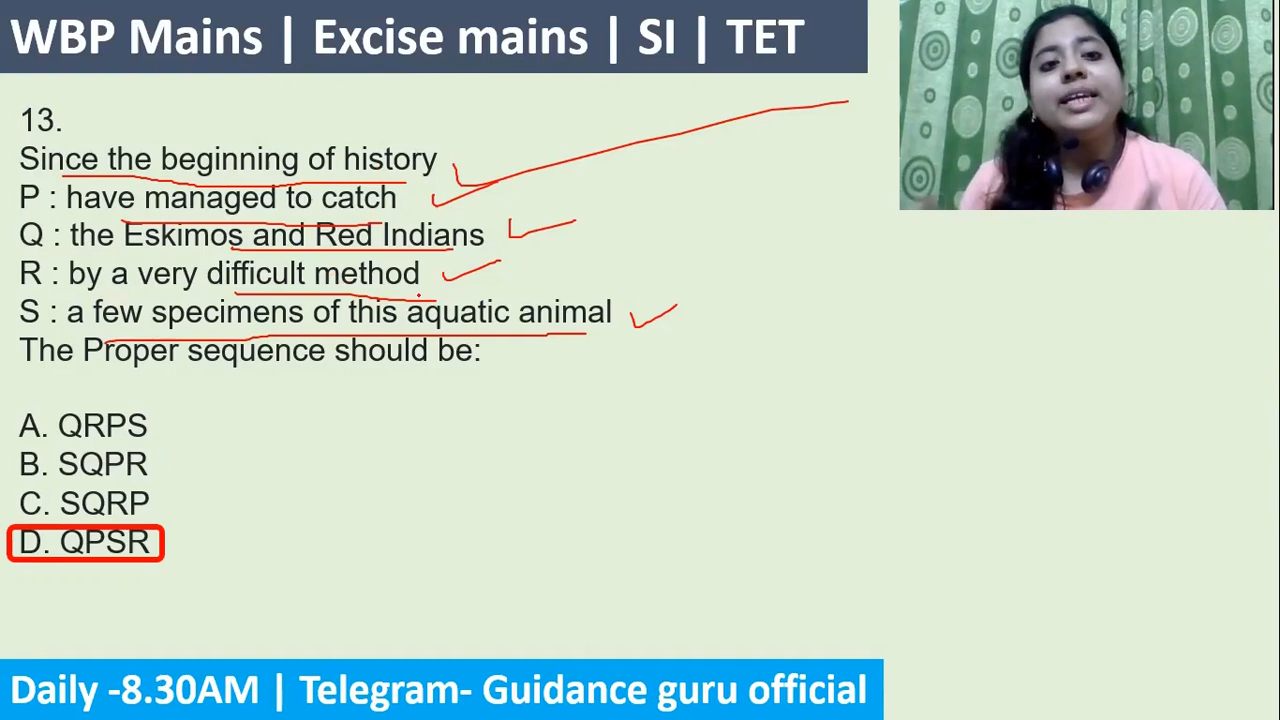 WBP Mains | Excise mains | SI | TET
13.
Since the beginning of history
P : have managed to catch
Q : the Eskimos and Red Indians
R : by a very difficult method
S : a few specimens of this aquatic animal
The Proper sequence should be:
A. QRPS
B. SQPR
C. SQRP
D. QPSR
Daily -8.30AM | Telegram- Guidance guru official